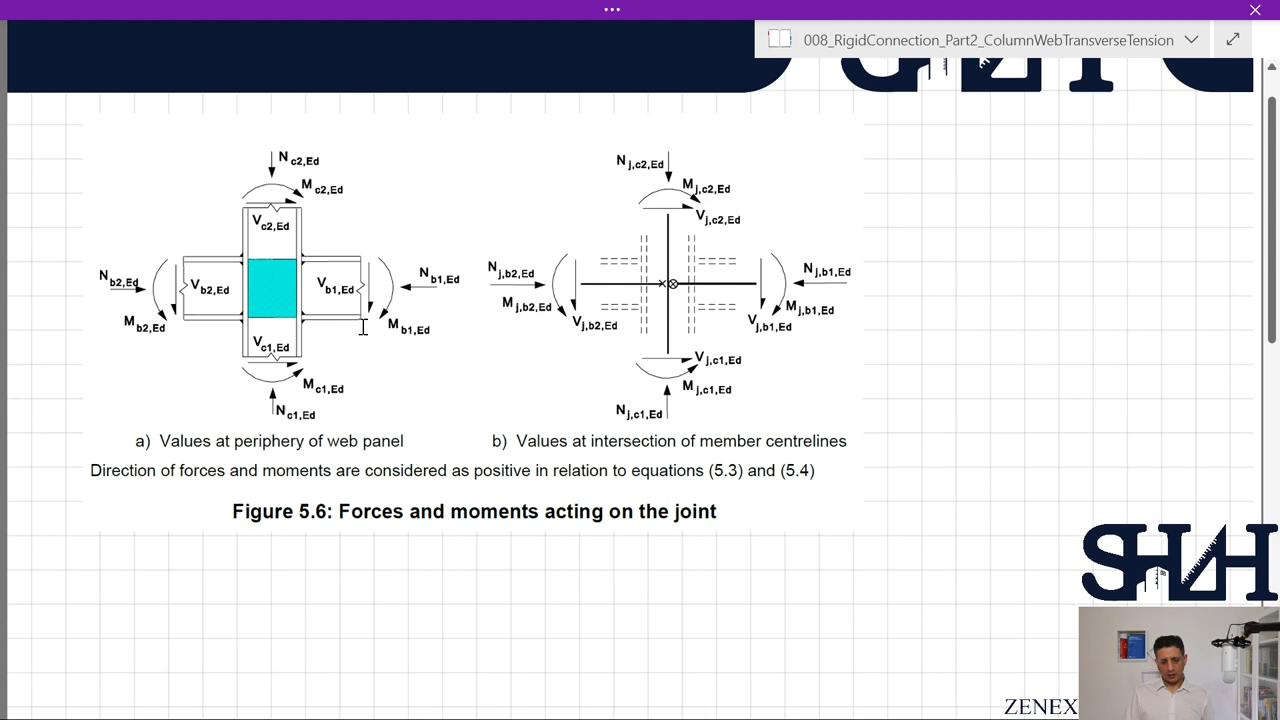 008_RigidConnection_Part2_ColumnWebTransverseTension
N c2,Ed
M c2,Ed
V c2,Ed
N b2,Ed
V b2,Ed
M b2,Ed
V b1,Ed
N b1,Ed
M b1,Ed
V c1,Ed
M c1,Ed
N c1,Ed
N j,c2,Ed
M j,c2,Ed
V j,c2,Ed
N j,b2,Ed
M j,b2,Ed
V j,b2,Ed
N j,b1,Ed
M j,b1,Ed
V j,b1,Ed
V j,c1,Ed
M j,c1,Ed
N j,c1,Ed
a) Values at periphery of web panel
b) Values at intersection of member centrelines
Direction of forces and moments are considered as positive in relation to equations (5.3) and (5.4)
Figure 5.6: Forces and moments acting on the joint
ZENEX